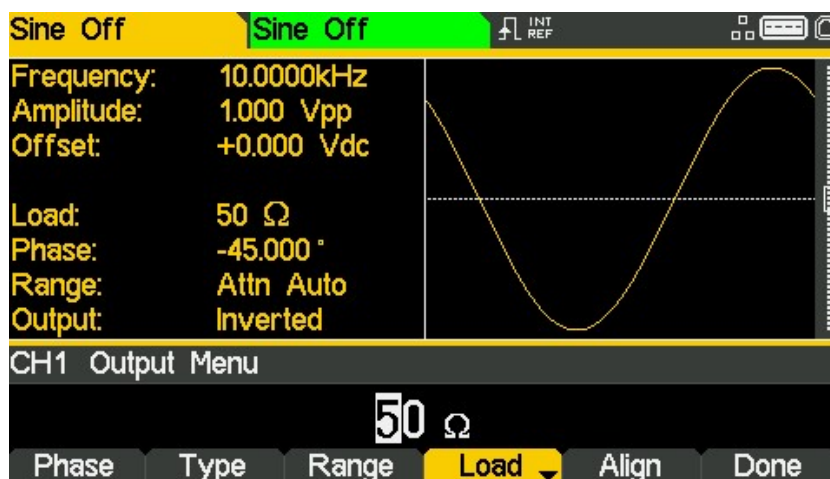 Sine Off Sine Off INT REF
Frequency: 10.0000kHz
Amplitude: 1.000 Vpp
Offset: +0.000 Vdc
Load: 50 Ω
Phase: -45.000 °
Range: Attn Auto
Output: Inverted
CH1 Output Menu
50 Ω
Phase Type Range Load Align Done